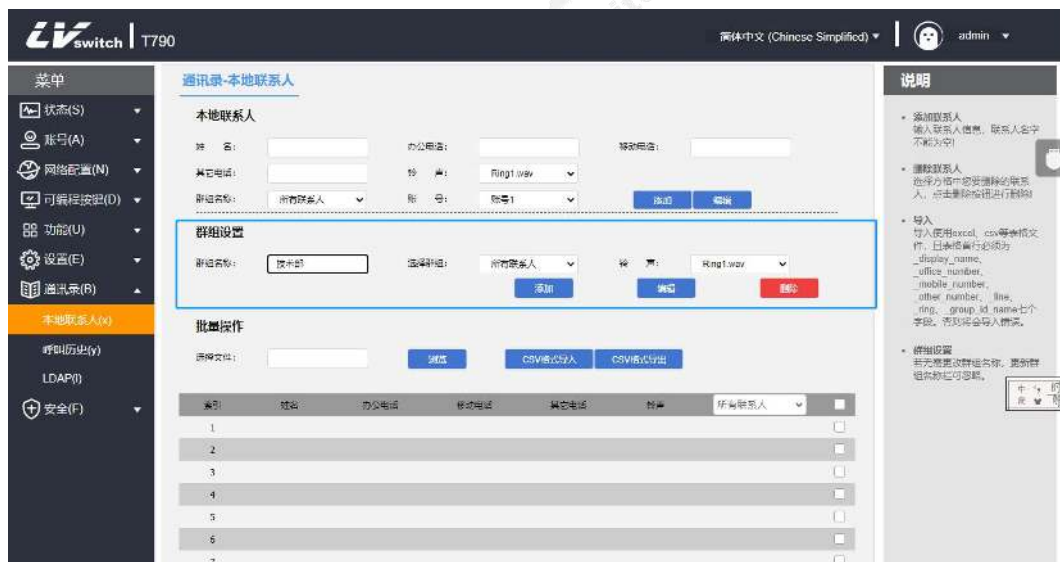 LVswitch T790
简体中文 (Chinese Simplified)
admin
菜单
状态(S)
账号(A)
网络配置(N)
可编程按钮(D)
功能(U)
设置(E)
通讯录(B)
本地联系人(x)
呼叫历史(y)
LDAP(l)
安全(F)
通讯录-本地联系人
本地联系人
姓 名: 办公电话: 移动电话:
其它电话: 铃 声: Ring1.wav
群组名称: 所有联系人 账 号: 账号1 添加 编辑
群组设置
群组名称: 技术部 选择群组: 所有联系人 铃 声: Ring1.wav
添加 编辑 删除
批量操作
选择文件: 浏览 CSV格式导入 CSV格式导出
索引 姓名 办公电话 移动电话 其它电话 铃声 所有联系人
1
2
3
4
5
6
7
说明
添加联系人
输入联系人信息，联系人名字
不能为空!
删除联系人
选择方格中您要删除的联系
人，点击删除按钮进行删除!
导入
导入使用excel, csv等表格文
件，且表格首行必须为
_display_name,
_office_number,
_mobile_number,
_other_number, _line,
_ring, _group_id_name七个
字段，否则将会导入错误。
群组设置
若无需更改群组名称，更新群
组名称栏可忽略。